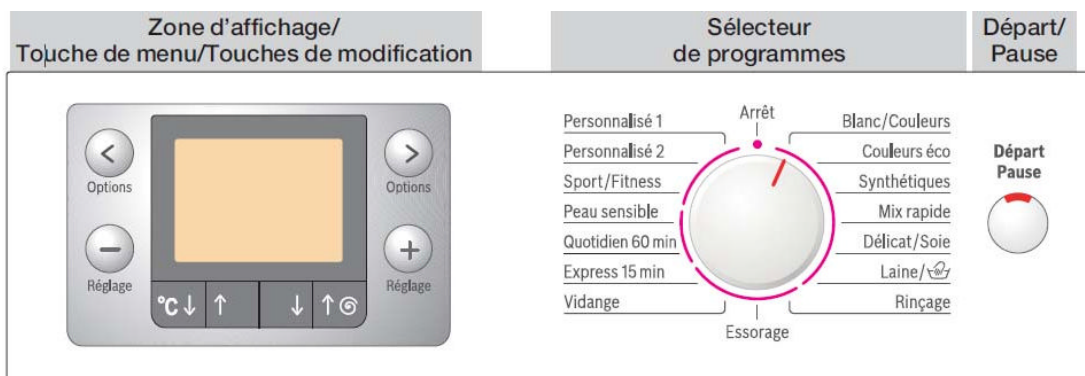 Zone d'affichage/
Touche de menu/Touches de modification
Sélecteur
de programmes
Départ/
Pause
Options
Options
Réglage
Réglage
°C
Arrêt
Personnalisé 1
Personnalisé 2
Sport/Fitness
Peau sensible
Quotidien 60 min
Express 15 min
Vidange
Essorage
Blanc/Couleurs
Couleurs éco
Synthétiques
Mix rapide
Délicat/Soie
Laine/
Rinçage
Départ
Pause